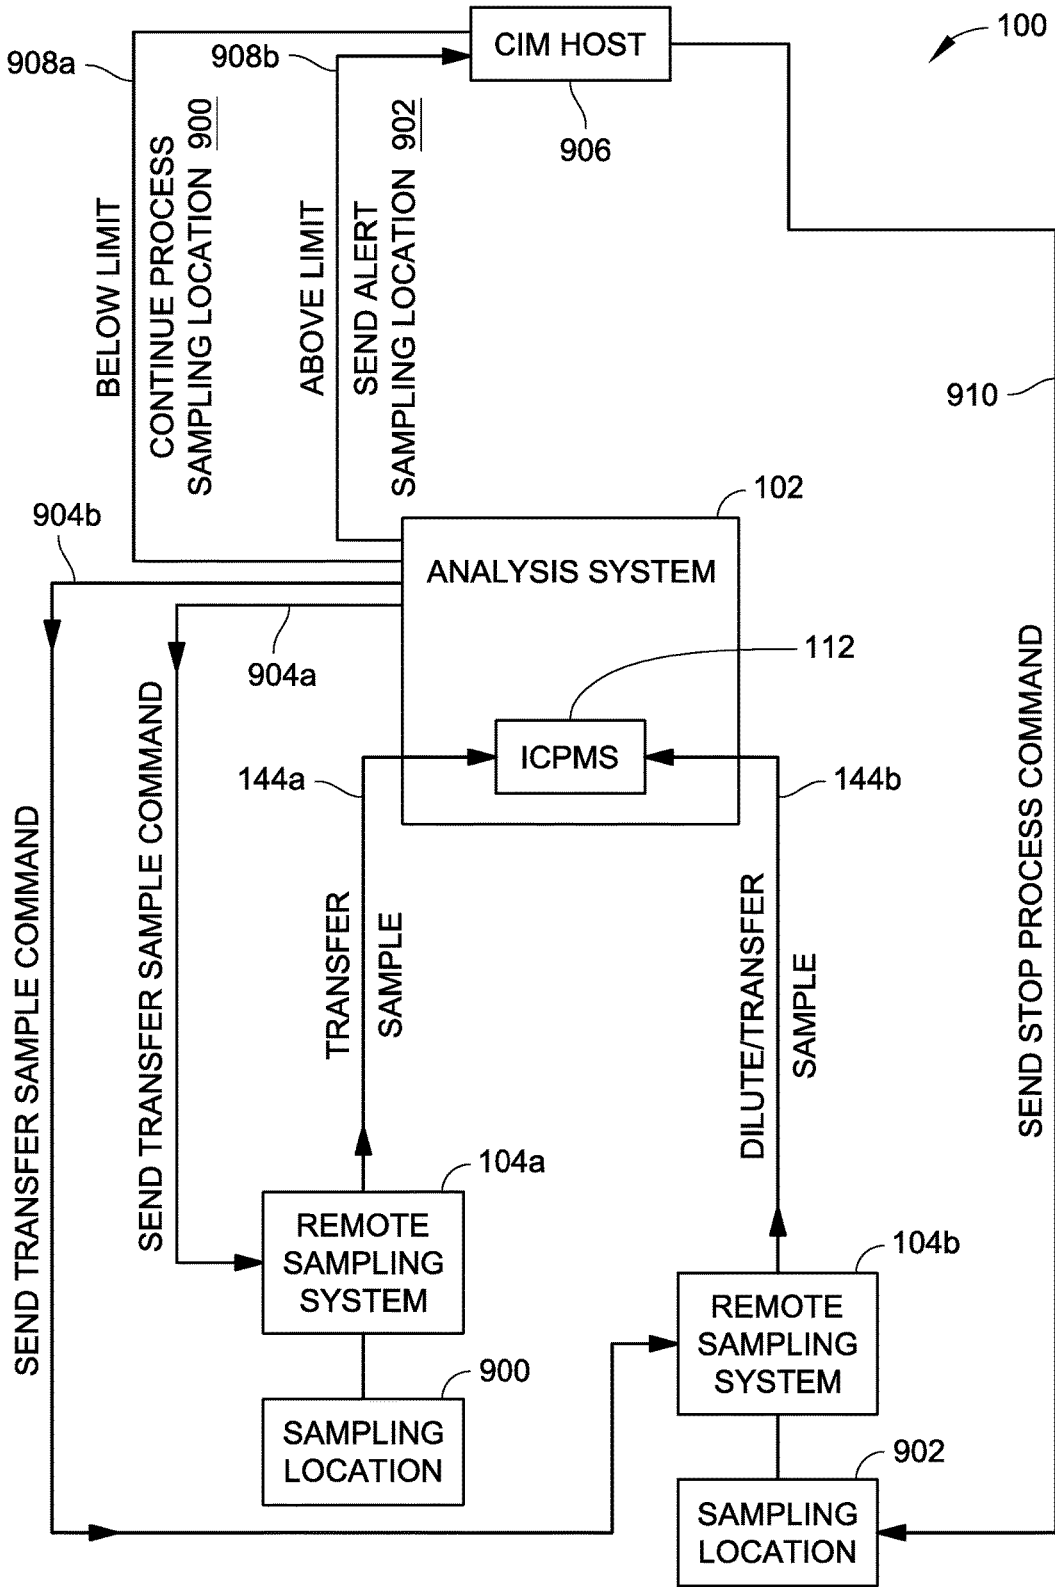 100
CIM HOST
906
908a
908b
BELOW LIMIT
CONTINUE PROCESS
SAMPLING LOCATION 900
ABOVE LIMIT
SEND ALERT
SAMPLING LOCATION 902
910
102
904b
ANALYSIS SYSTEM
904a
112
ICPMS
144a
144b
SEND TRANSFER SAMPLE COMMAND
SEND TRANSFER SAMPLE COMMAND
TRANSFER
SAMPLE
DILUTE/TRANSFER
SAMPLE
SEND STOP PROCESS COMMAND
104a
REMOTE
SAMPLING
SYSTEM
104b
REMOTE
SAMPLING
SYSTEM
900
SAMPLING
LOCATION
902
SAMPLING
LOCATION